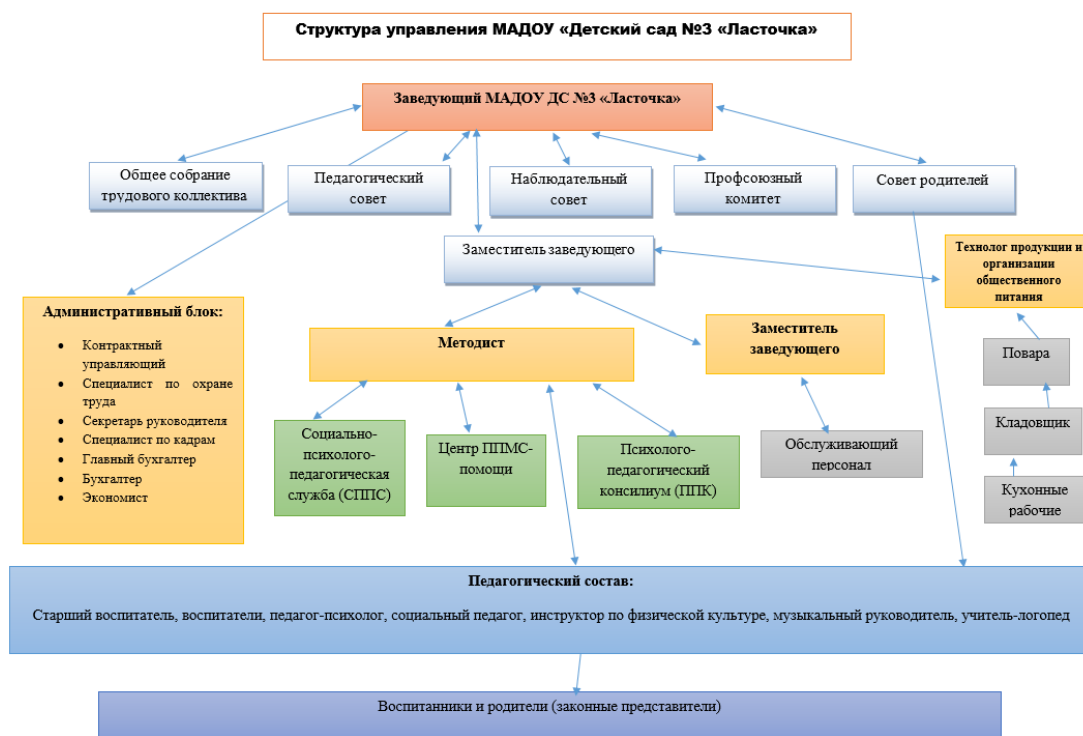 Структура управления МАДОУ «Детский сад №3 «Ласточка»
Заведующий МАДОУ ДС №3 «Ласточка»
Общее собрание
трудового коллектива
Педагогический
совет
Наблюдательный
совет
Профсоюзный
комитет
Совет родителей
Заместитель заведующего
Технолог продукции и
организации
общественного
питания
Административный блок:
• Контрактный
управляющий
• Специалист по охране
труда
• Секретарь руководителя
• Специалист по кадрам
• Главный бухгалтер
• Бухгалтер
• Экономист
Методист
Заместитель
заведующего
Повара
Кладовщик
Кухонные
рабочие
Социально-
психолого-
педагогическая
служба (СППС)
Центр ППМС-
помощи
Психолого-
педагогический
консилиум (ППК)
Обслуживающий
персонал
Педагогический состав:
Старший воспитатель, воспитатели, педагог-психолог, социальный педагог, инструктор по физической культуре, музыкальный руководитель, учитель-логопед
Воспитанники и родители (законные представители)